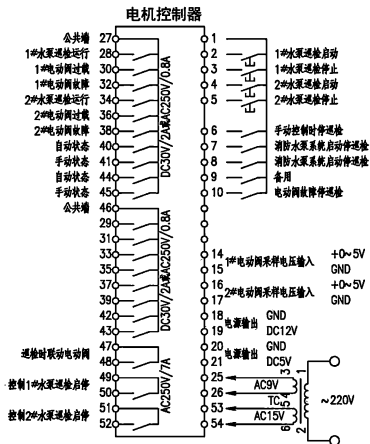 电机控制器
公共端 27
1#水泵巡检运行 28
1#电动阀过载 30
1#电动阀故障 32
2#水泵巡检运行 34
2#电动阀过载 36
2#电动阀故障 38
自动状态 40
手动状态 41
自动状态 44
手动状态 45
公共端 46
29
31
33
35
37
39
42
43
47
巡检时联动电动阀 48
49
控制1#水泵巡检启停 50
51
控制2#水泵巡检启停 52
DC30V/2A或AC250V/0.8A
DC30V/2A或AC250V/0.8A
AC250V/7A
1
2 1#水泵巡检启动
3 1#水泵巡检停止
4 2#水泵巡检启动
5 2#水泵巡检停止
6 手动控制时停巡检
7 消防水泵系统启动停巡检
8 消防水泵系统启动停巡检
9 备用
10 电动阀故障停巡检
14 1#电动阀采样电压输入 +0~5V
15 GND
16 2#电动阀采样电压输入 +0~5V
17 GND
18 电源输出 GND
19 DC12V
20 电源输出 GND
21 DC5V
25 3
AC9V
26 4
53 TC 5
AC15V
54 6
1
2
~220V